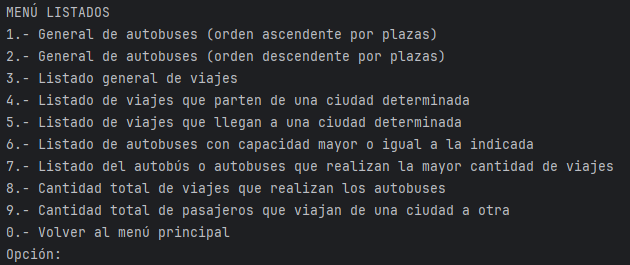 MENÚ LISTADOS
1.- General de autobuses (orden ascendente por plazas)
2.- General de autobuses (orden descendente por plazas)
3.- Listado general de viajes
4.- Listado de viajes que parten de una ciudad determinada
5.- Listado de viajes que llegan a una ciudad determinada
6.- Listado de autobuses con capacidad mayor o igual a la indicada
7.- Listado del autobús o autobuses que realizan la mayor cantidad de viajes
8.- Cantidad total de viajes que realizan los autobuses
9.- Cantidad total de pasajeros que viajan de una ciudad a otra
0.- Volver al menú principal
Opción: